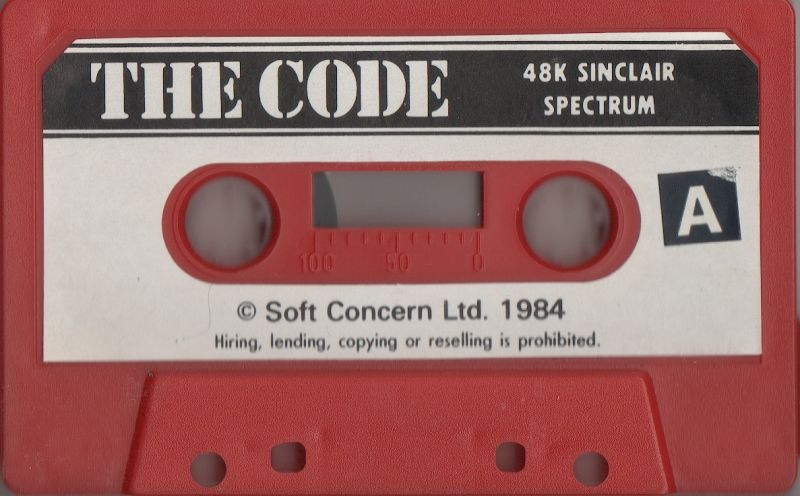 THE CODE
48K SINCLAIR
SPECTRUM
A
100 50 0
© Soft Concern Ltd. 1984
Hiring, lending, copying or reselling is prohibited.